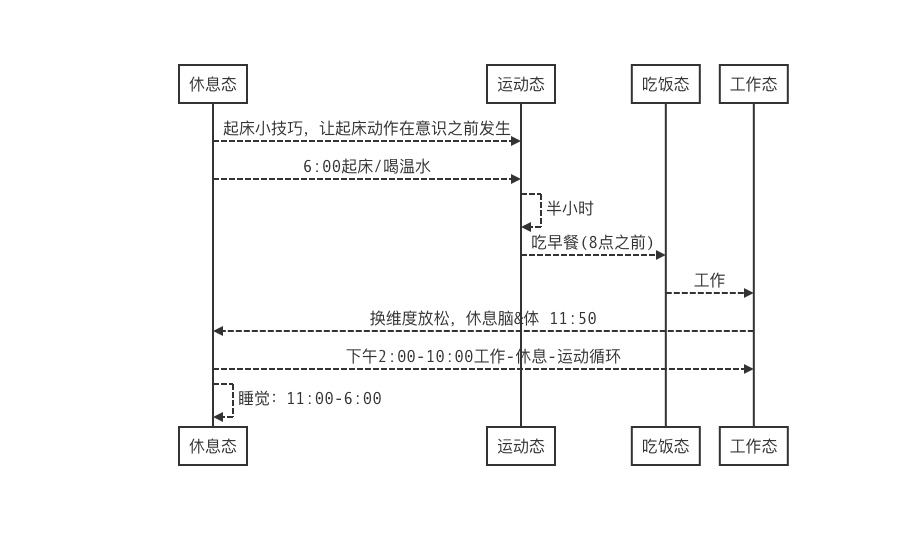 休息态
运动态
吃饭态
工作态
起床小技巧，让起床动作在意识之前发生
6:00起床/喝温水
半小时
吃早餐(8点之前)
工作
换维度放松，休息脑&体 11:50
下午2:00-10:00工作-休息-运动循环
睡觉：11:00-6:00
休息态
运动态
吃饭态
工作态